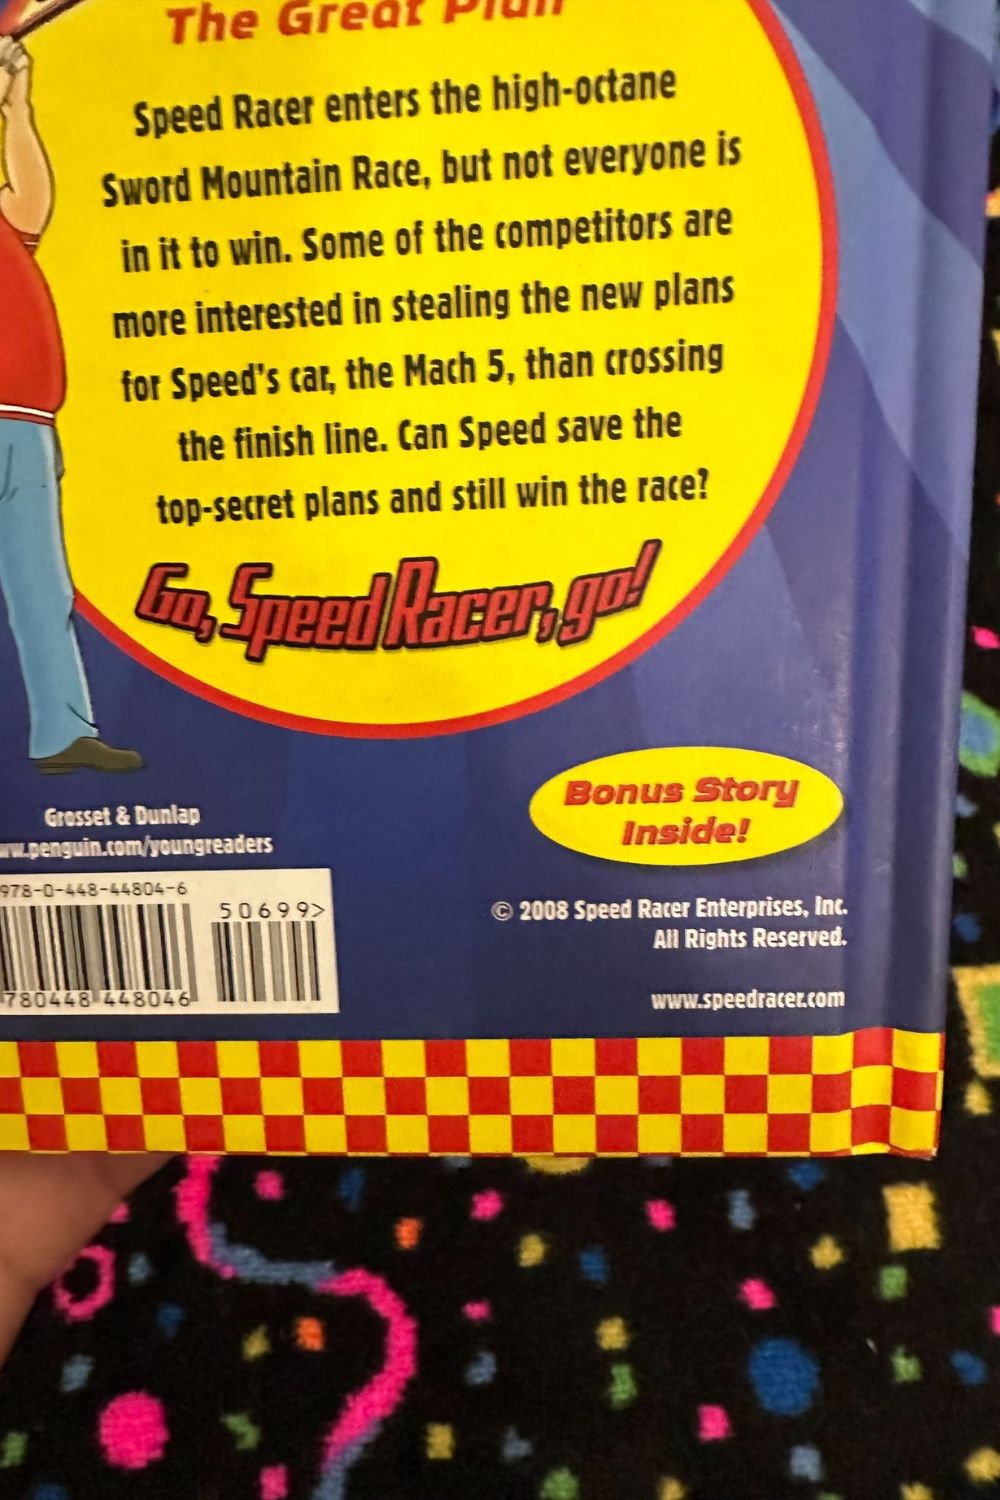 The Great Plan
Speed Racer enters the high-octane
Sword Mountain Race, but not everyone is
in it to win. Some of the competitors are
more interested in stealing the new plans
for Speed's car, the Mach 5, than crossing
the finish line. Can Speed save the
top-secret plans and still win the race?
Go, Speed Racer, go!
Bonus Story
Inside!
Grosset & Dunlap
ww.penguin.com/youngreaders
978-0-448-44804-6
50699>
780448 448046
© 2008 Speed Racer Enterprises, Inc.
All Rights Reserved.
www.speedracer.com